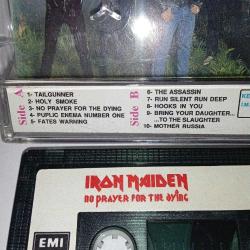 Side A
1- TAILGUNNER
2- HOLY SMOKE
3- NO PRAYER FOR THE DYING
4- PUPLIC ENEMA NUMBER ONE
5- FATES WARNING
Side B
6- THE ASSASSIN
7- RUN SILENT RUN DEEP
8- HOOKS IN YOU
9- BRING YOUR DAUGHTER...
...TO THE SLAUGHTER
10- MOTHER RUSSIA
IRON MAIDEN
NO PRAYER FOR THE DYING
EMI